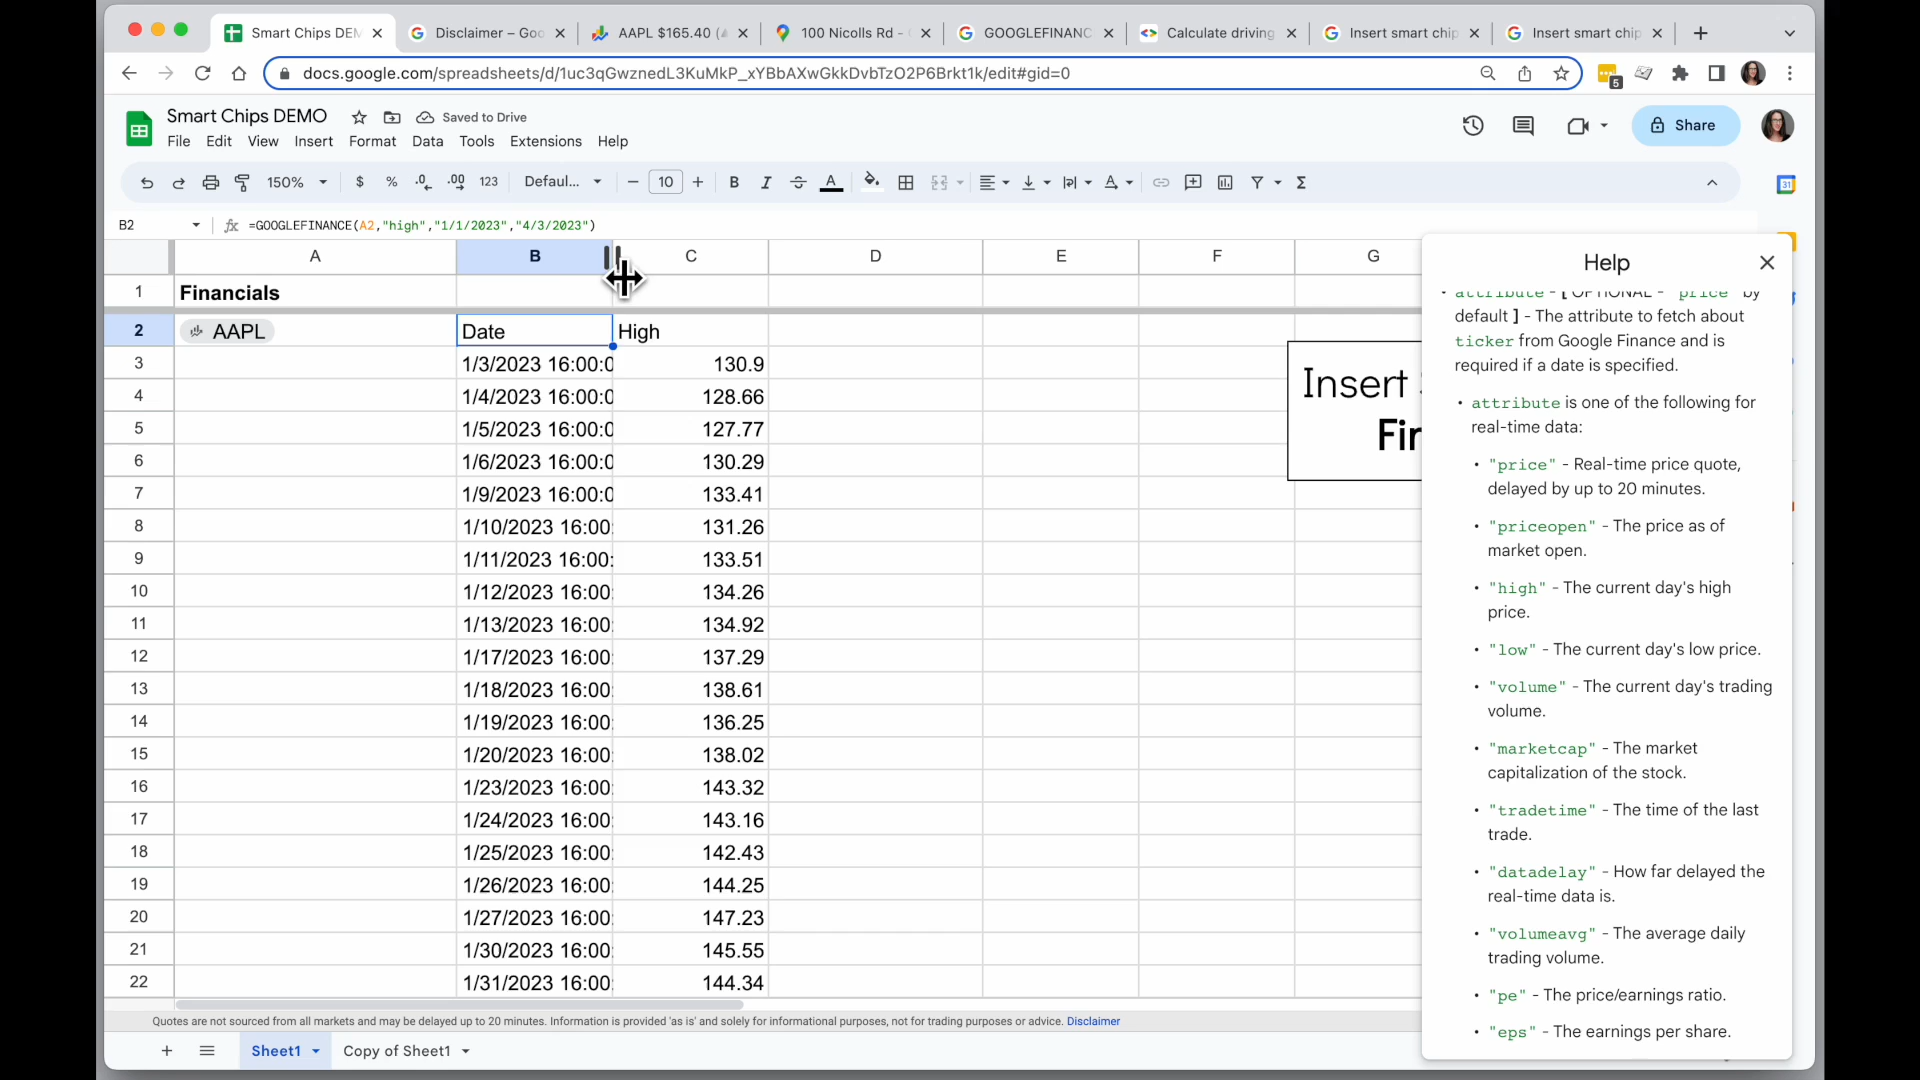 Smart Chips DEM
Disclaimer – Goo
AAPL $165.40 (
100 Nicolls Rd -
GOOGLEFINANC
Calculate driving
Insert smart chip
Insert smart chip
docs.google.com/spreadsheets/d/1uc3qGwznedL3KuMkP_xYBbAXwGkkDvbTzO2P6Brkt1k/edit#gid=0
5
Smart Chips DEMO
Saved to Drive
File Edit View Insert Format Data Tools Extensions Help
Share
150% $ % .0 .00 123 Defaul... 10 B I A Σ
31
B2 fx =GOOGLEFINANCE(A2,"high","1/1/2023","4/3/2023")
A B C D E F G
1 Financials
2 AAPL Date High
3 1/3/2023 16:00:0 130.9
4 1/4/2023 16:00:0 128.66
5 1/5/2023 16:00:0 127.77
6 1/6/2023 16:00:0 130.29
7 1/9/2023 16:00:0 133.41
8 1/10/2023 16:00: 131.26
9 1/11/2023 16:00: 133.51
10 1/12/2023 16:00: 134.26
11 1/13/2023 16:00: 134.92
12 1/17/2023 16:00: 137.29
13 1/18/2023 16:00: 138.61
14 1/19/2023 16:00: 136.25
15 1/20/2023 16:00: 138.02
16 1/23/2023 16:00: 143.32
17 1/24/2023 16:00: 143.16
18 1/25/2023 16:00: 142.43
19 1/26/2023 16:00: 144.25
20 1/27/2023 16:00: 147.23
21 1/30/2023 16:00: 145.55
22 1/31/2023 16:00: 144.34
Insert
Fin
Help
attribute - [ OPTIONAL - "price" by
default ] - The attribute to fetch about
ticker from Google Finance and is
required if a date is specified.
• attribute is one of the following for
real-time data:
• "price" - Real-time price quote,
delayed by up to 20 minutes.
• "priceopen" - The price as of
market open.
• "high" - The current day's high
price.
• "low" - The current day's low price.
• "volume" - The current day's trading
volume.
• "marketcap" - The market
capitalization of the stock.
• "tradetime" - The time of the last
trade.
• "datadelay" - How far delayed the
real-time data is.
• "volumeavg" - The average daily
trading volume.
• "pe" - The price/earnings ratio.
• "eps" - The earnings per share.
Quotes are not sourced from all markets and may be delayed up to 20 minutes. Information is provided 'as is' and solely for informational purposes, not for trading purposes or advice. Disclaimer
Sheet1 Copy of Sheet1